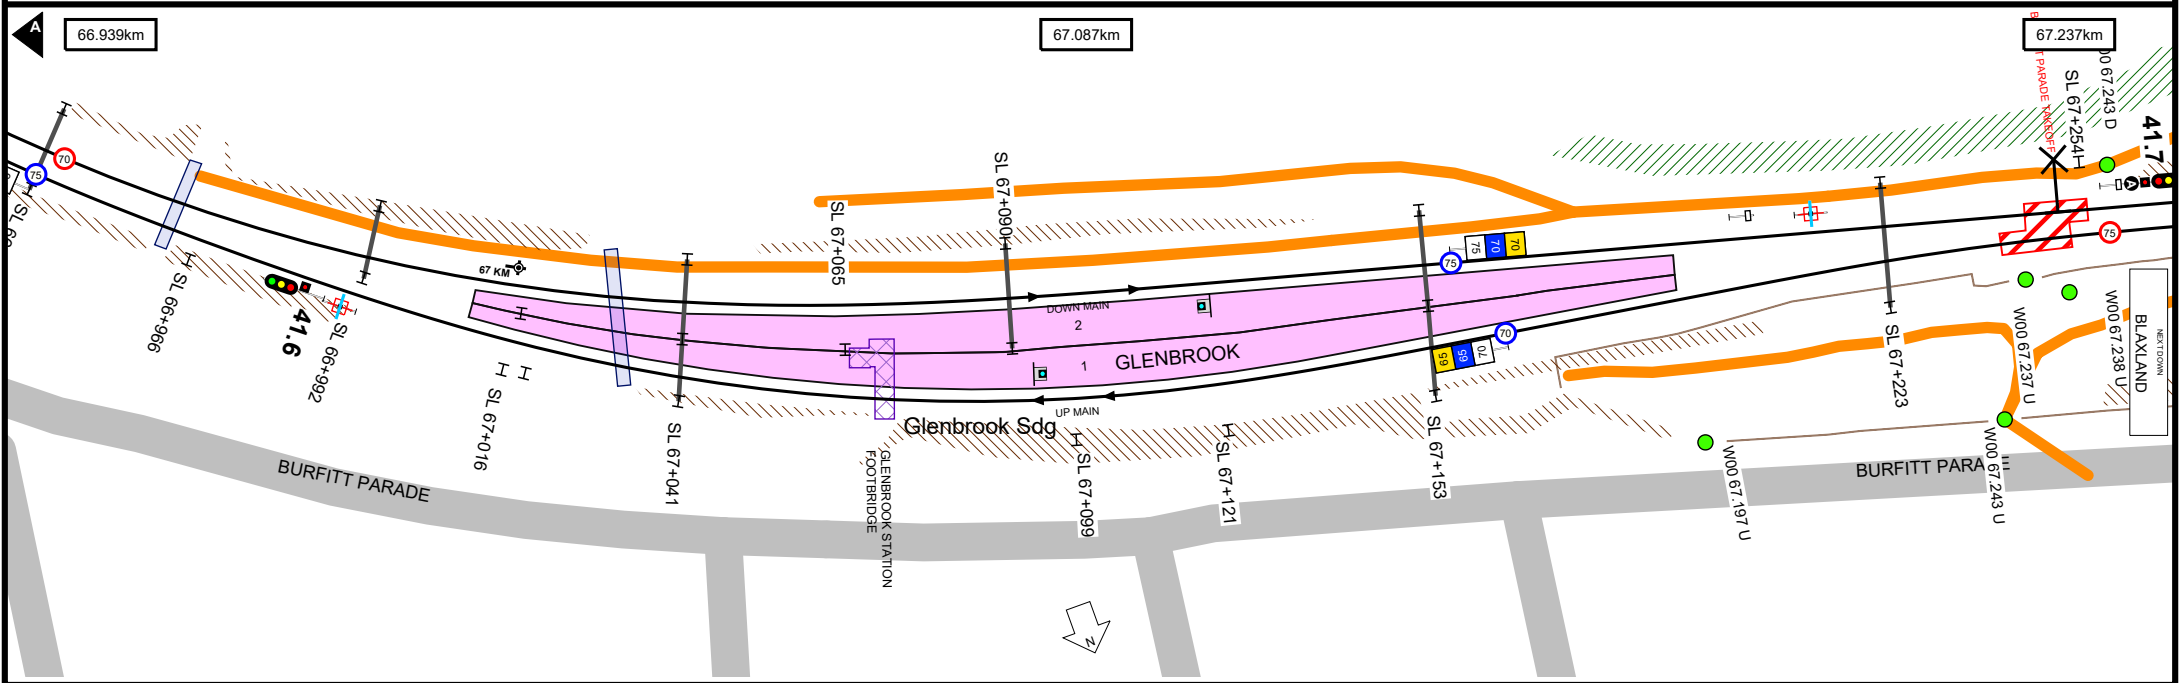 A
66.939km
67.087km
67.237km
70
75
SL 66+966
41.6
SL 66+992
67 KM
SL 67+016
SL 67+041
SL 67+065
SL 67+090
DOWN MAIN
2
1
GLENBROOK
UP MAIN
Glenbrook Sdg
GLENBROOK STATION
FOOTBRIDGE
SL 67+099
SL 67+121
SL 67+153
75
75
70
70
70
65
65
70
SL 67+223
SL 67+254
PARADE TAKEOFF
67.243 D
41.7
A
75
W00 67.197 U
W00 67.237 U
W00 67.238 U
W00 67.243 U
BLAXLAND
NEXT DOWN
BURFITT PARADE
BURFITT PARA
N